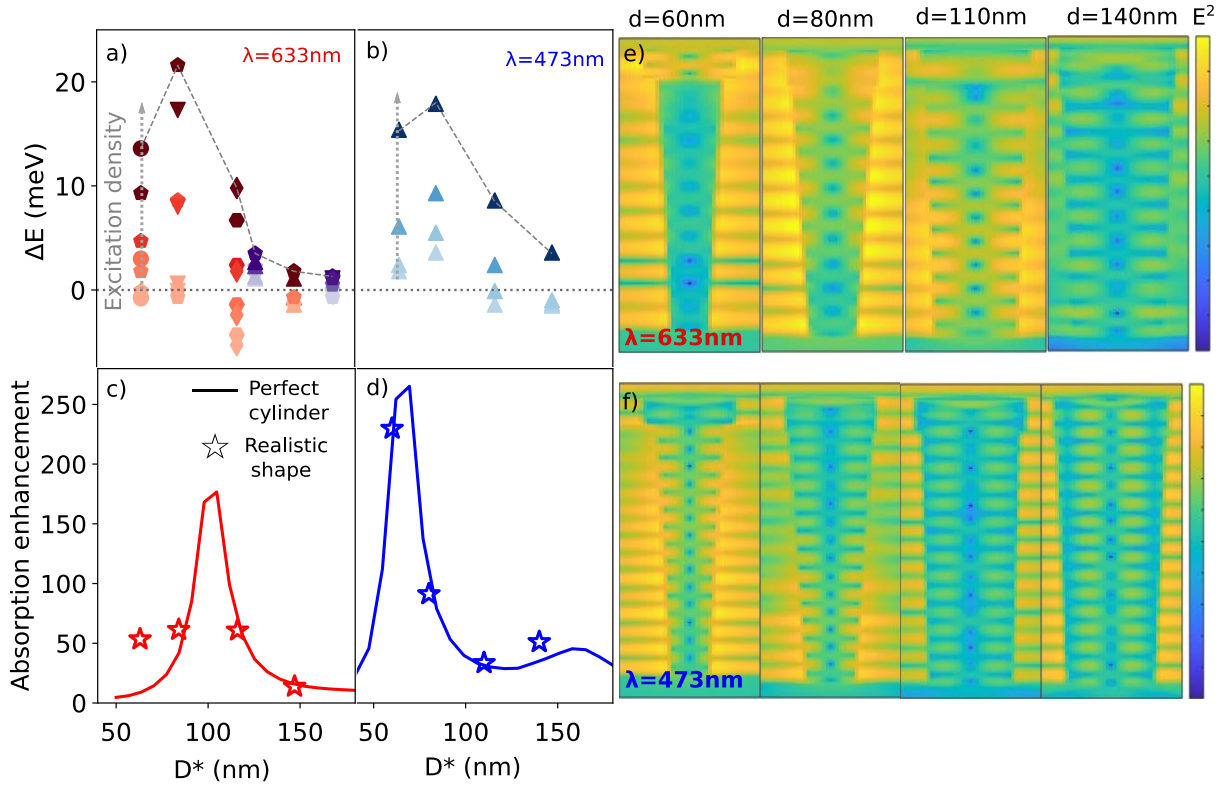 d=60nm d=80nm d=110nm d=140nm E²
a) λ=633nm
b) λ=473nm
e)
f)
ΔE (meV)
20
10
0
Excitation density
λ=633nm
c)
Perfect
cylinder
Realistic
shape
d)
Absorption enhancement
250
200
150
100
50
0
λ=473nm
50 100 150
50 100 150
D* (nm)
D* (nm)